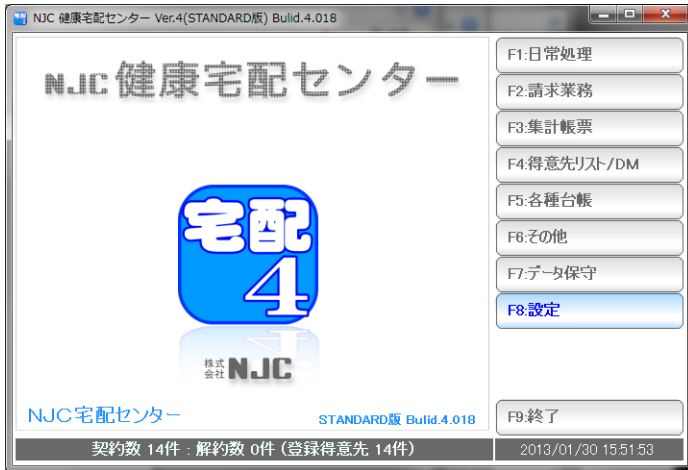 NJC 健康宅配センター Ver.4(STANDARD版) Bulid.4.018
NJC 健康宅配センター
宅配
4
株式
会社 NJC
NJC宅配センター
STANDARD版 Bulid.4.018
F1:日常処理
F2:請求業務
F3:集計帳票
F4:得意先リスト/DM
F5:各種台帳
F6:その他
F7:データ保守
F8:設定
F9:終了
契約数 14件 : 解約数 0件 (登録得意先 14件)
2013/01/30 15:51:53